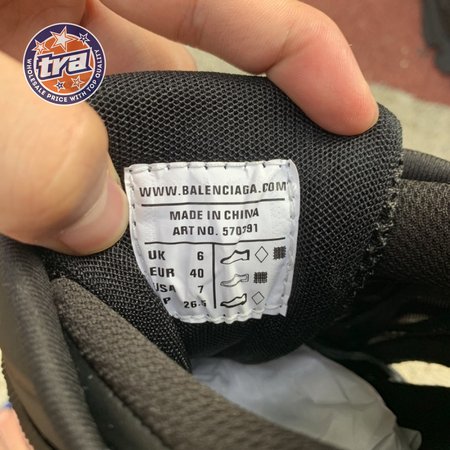 tra
WHOLESALE PRICE WITH TOP QUALITY
WWW.BALENCIAGA.COM
MADE IN CHINA
ART NO. 570391
UK 6
EUR 40
USA 7
26.5